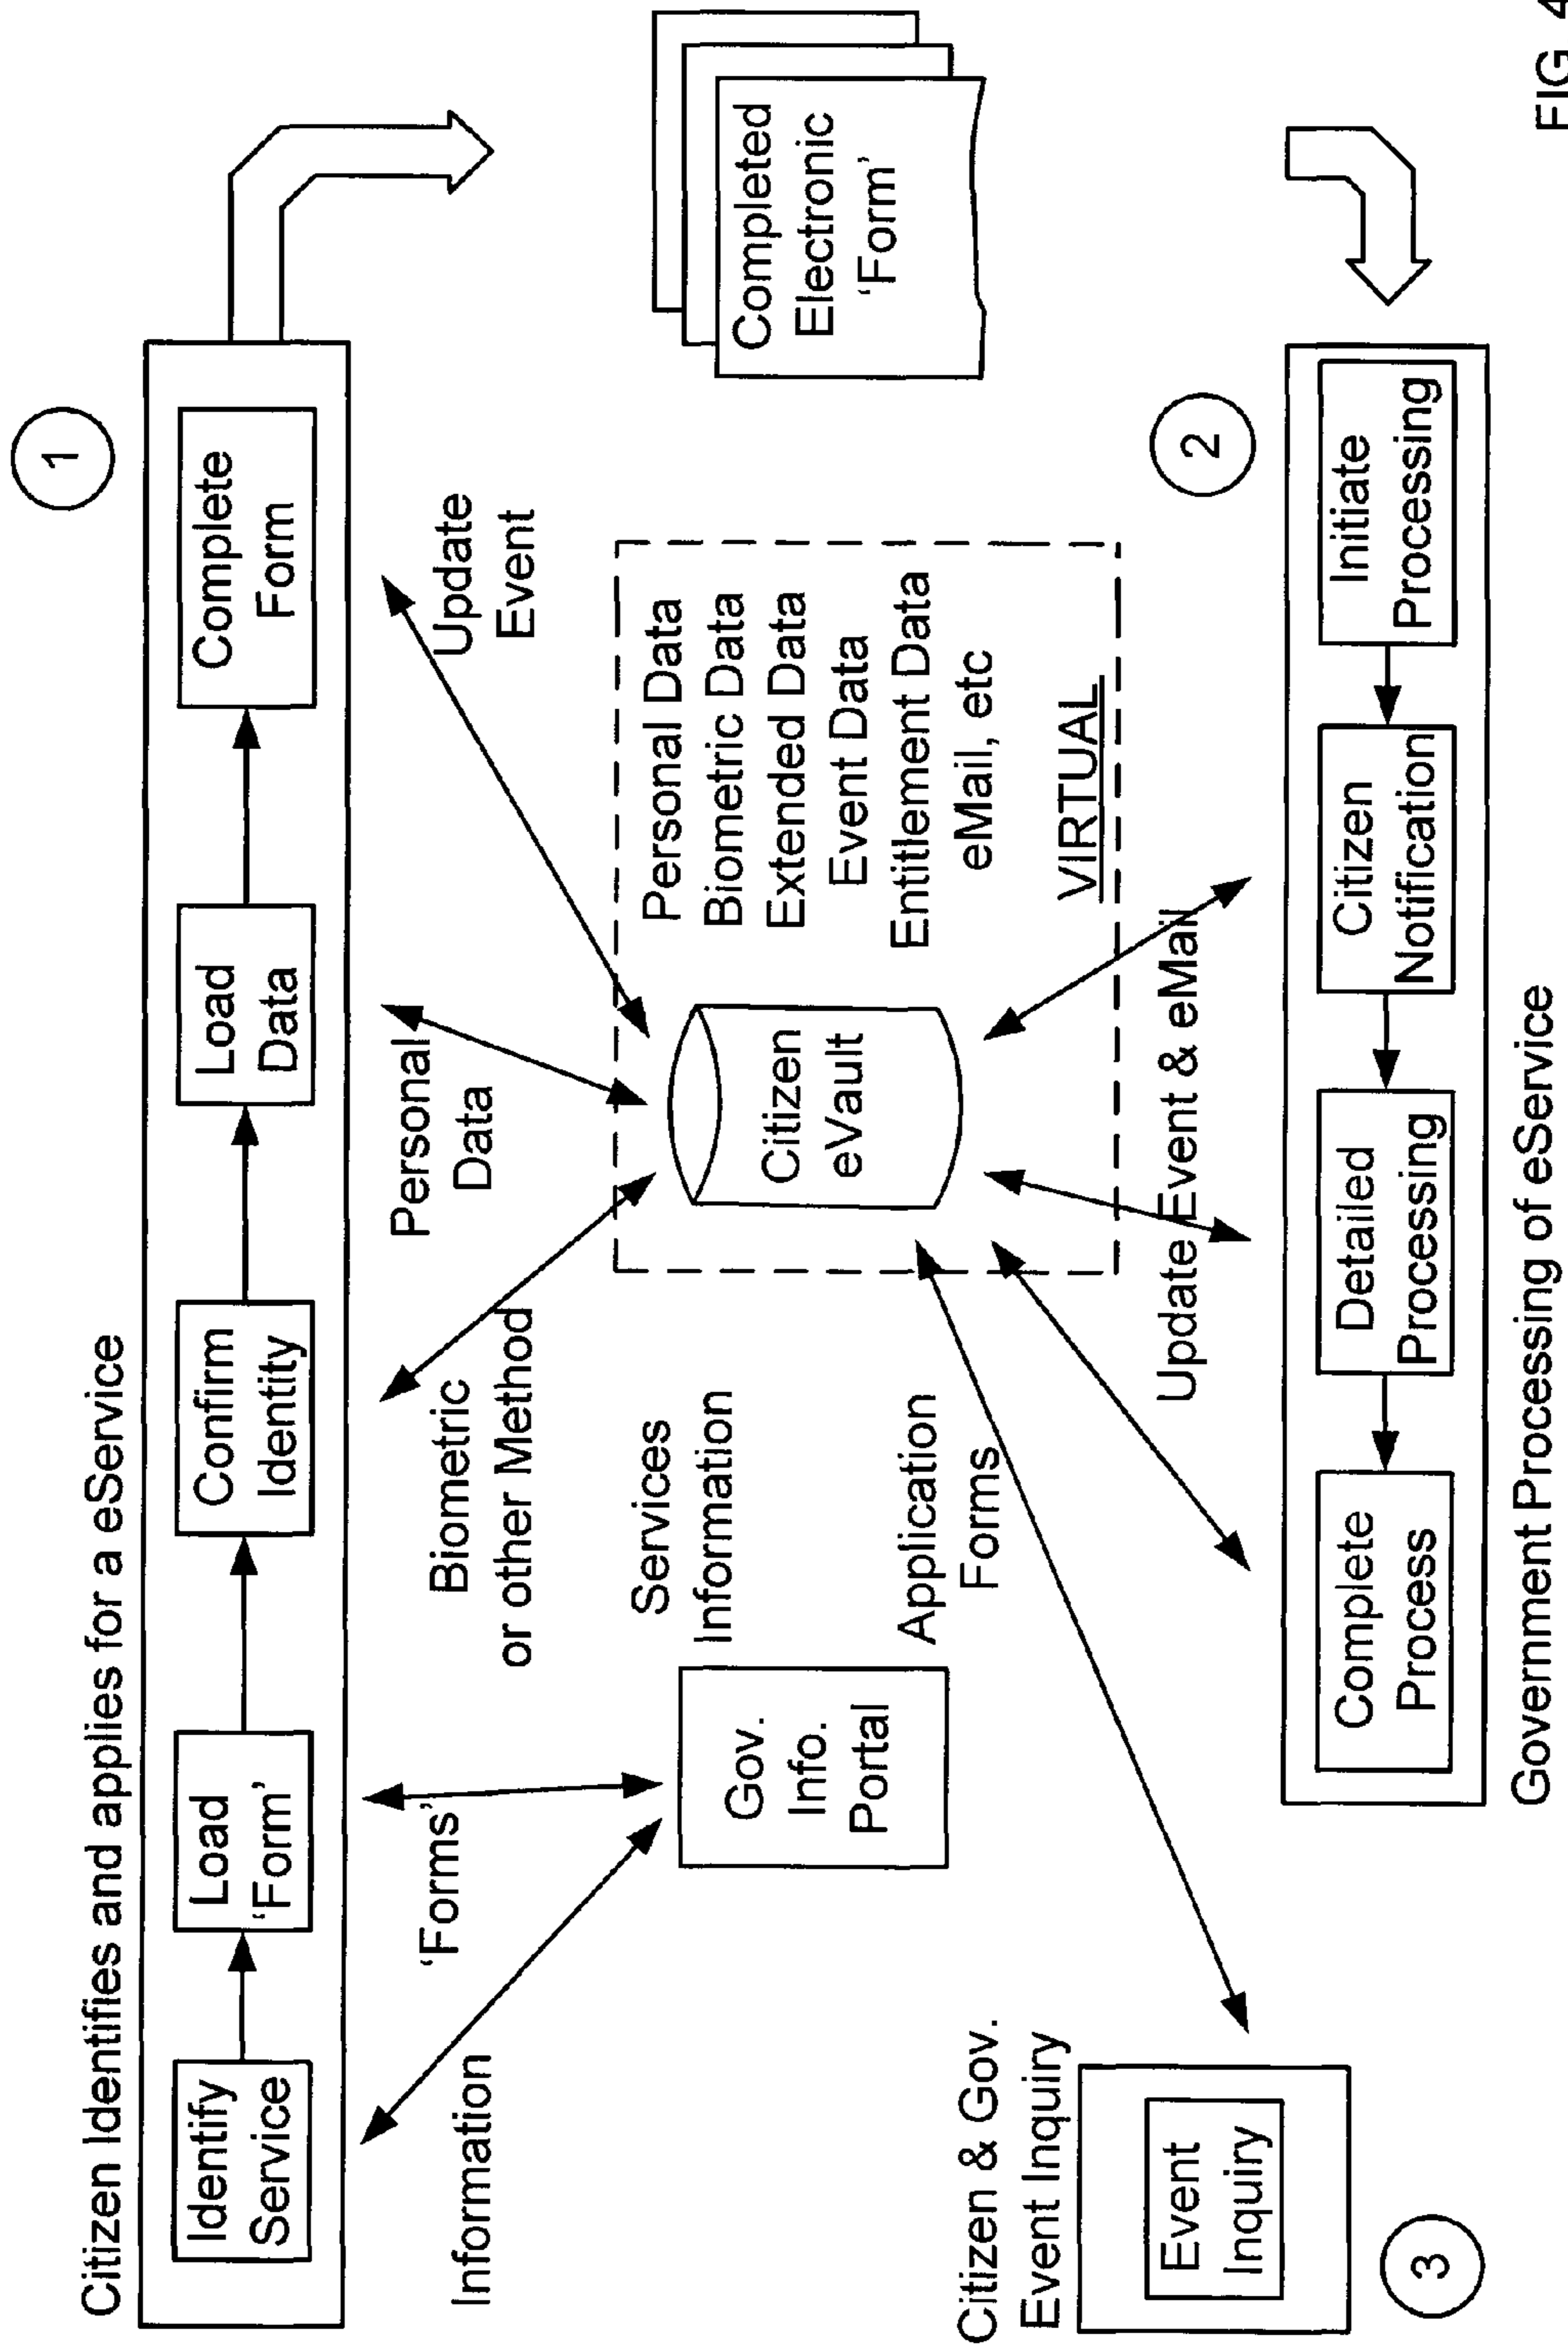 Citizen Identifies and applies for a eService
1
Identify
Service
Load
‘Form’
Confirm
Identity
Load
Data
Complete
Form
Information
‘Forms’
Biometric
or other Method
Personal
Data
Update
Event
Gov.
Info.
Portal
Services
Information
Application
Forms
Citizen
eVault
Personal Data
Biometric Data
Extended Data
Event Data
Entitlement Data
eMail, etc
VIRTUAL
Completed
Electronic
‘Form’
Citizen & Gov.
Event Inquiry
Event
Inquiry
3
Update Event & eMail
2
Complete
Process
Detailed
Processing
Citizen
Notification
Initiate
Processing
Government Processing of eService
FIG. 4